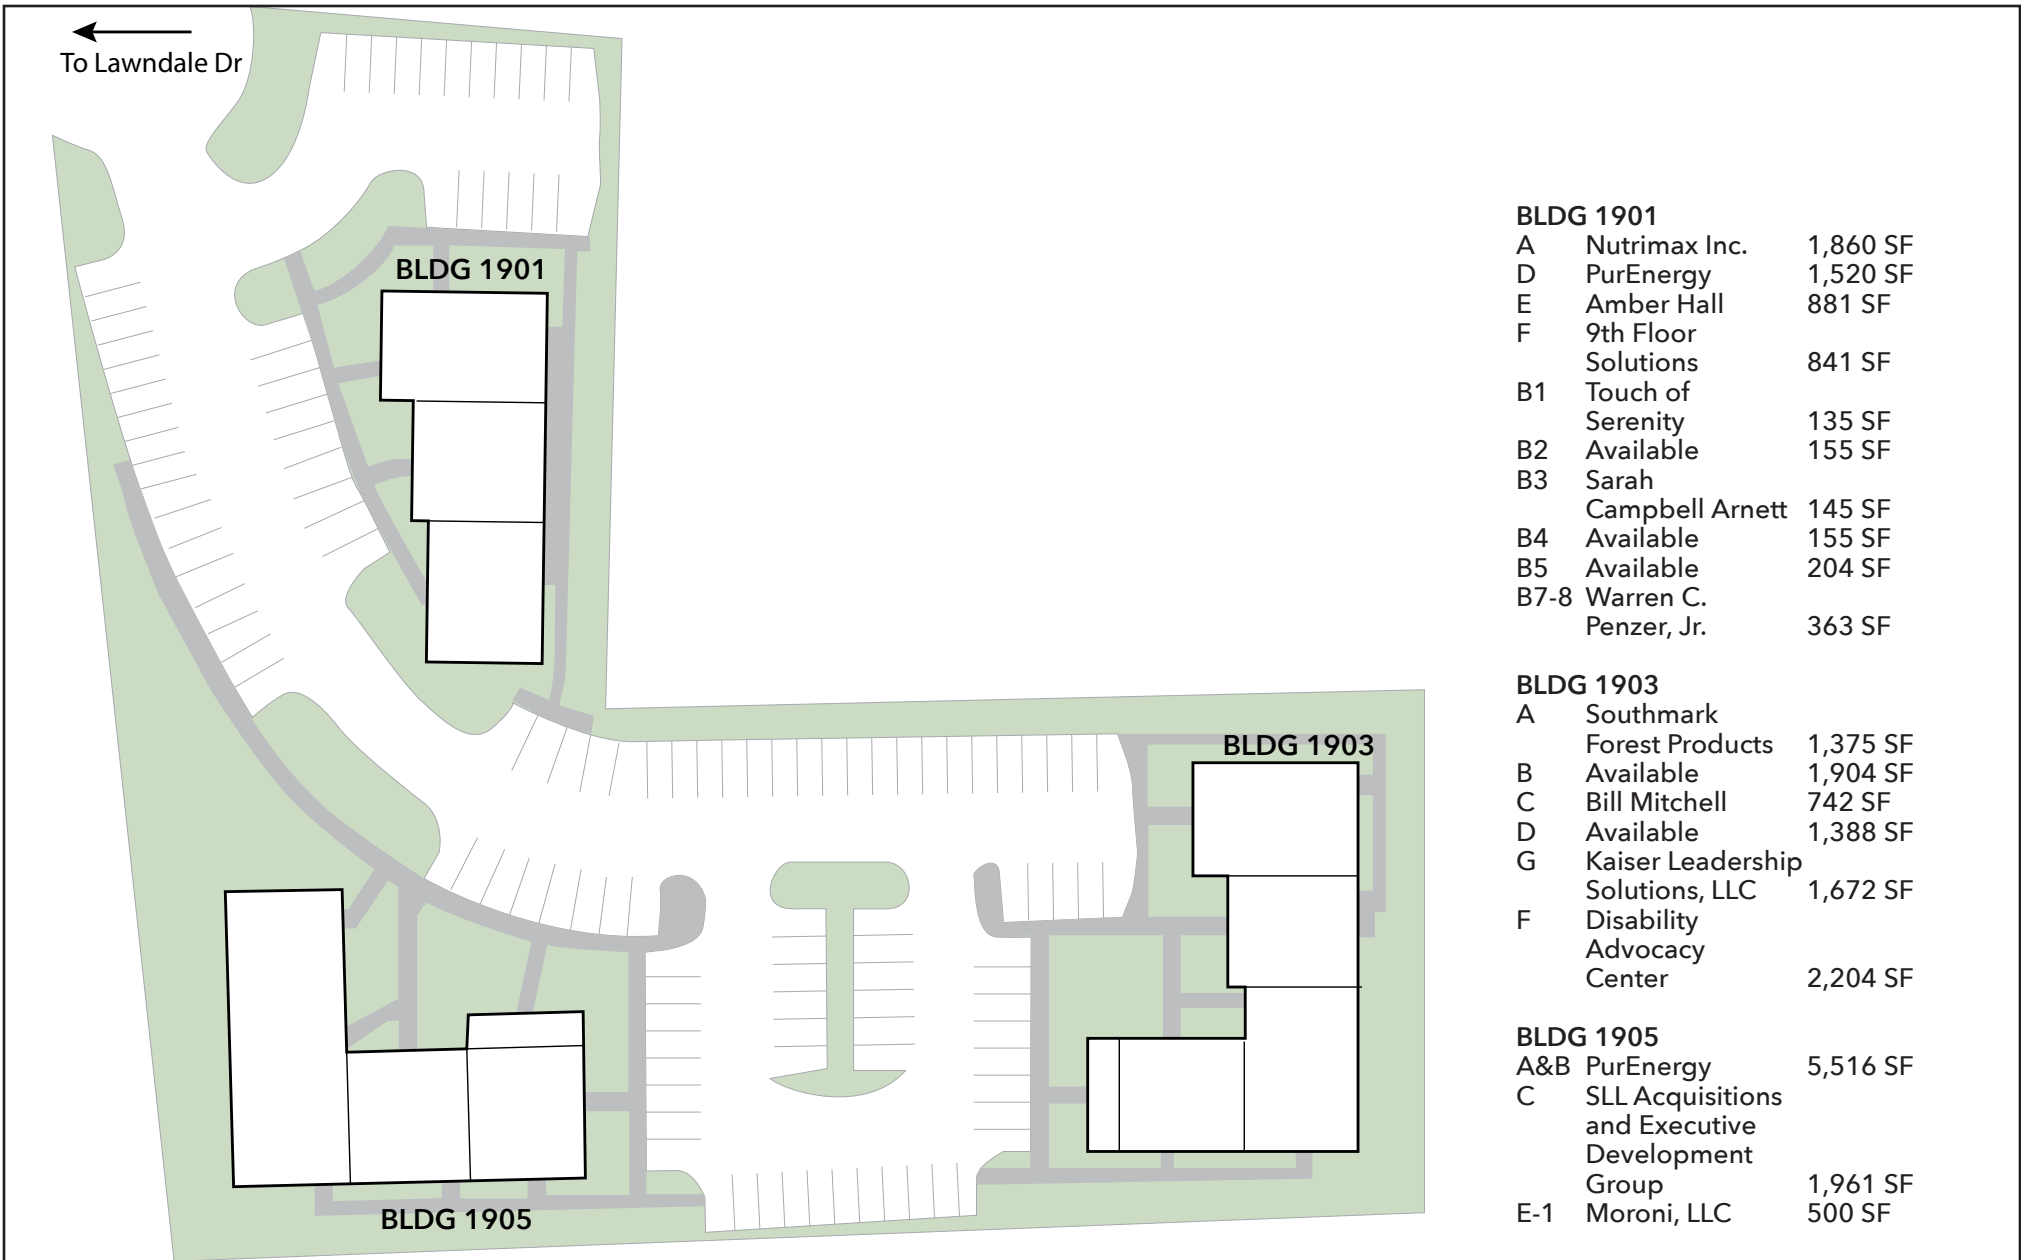 To Lawndale Dr
BLDG 1901
BLDG 1903
BLDG 1905
BLDG 1901
A Nutrimax Inc. 1,860 SF
D PurEnergy 1,520 SF
E Amber Hall 881 SF
F 9th Floor
Solutions 841 SF
B1 Touch of
Serenity 135 SF
B2 Available 155 SF
B3 Sarah
Campbell Arnett 145 SF
B4 Available 155 SF
B5 Available 204 SF
B7-8 Warren C.
Penzer, Jr. 363 SF
BLDG 1903
A Southmark
Forest Products 1,375 SF
B Available 1,904 SF
C Bill Mitchell 742 SF
D Available 1,388 SF
G Kaiser Leadership
Solutions, LLC 1,672 SF
F Disability
Advocacy
Center 2,204 SF
BLDG 1905
A&B PurEnergy 5,516 SF
C SLL Acquisitions
and Executive
Development
Group 1,961 SF
E-1 Moroni, LLC 500 SF